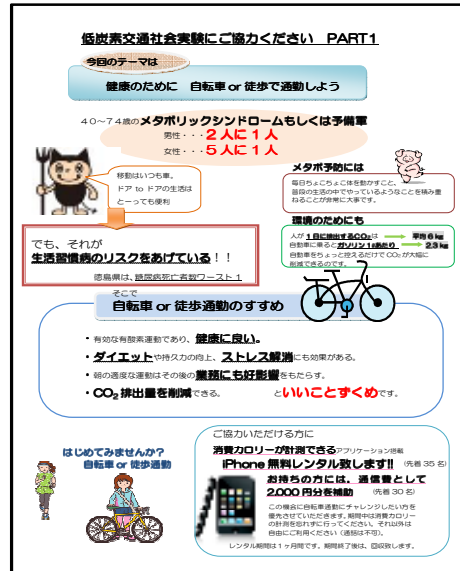 低炭素交通社会実験にご協力ください　PART1
今回のテーマは
健康のために　自転車 or 徒歩で通勤しよう
４０～７４歳のメタボリックシンドロームもしくは予備軍
男性・・・２人に１人
女性・・・５人に１人
移動はいつも車。
ドア to ドアの生活は
とーっても便利
メタボ予防には
毎日ちょこちょこ体を動かすこと、
普段の生活の中でやっているようなことを積み重
ねることが非常に大事です。
でも、それが
生活習慣病のリスクをあげている！！
徳島県は、糖尿病死亡者数ワースト１
環境のためにも
人が１日に排出するCO₂は　平均６kg
自動車に乗るとガソリン１ℓあたり　2.3kg
自動車をちょっと控えるだけで CO₂ が大幅に
削減できるのです。
そこで
自転車 or 徒歩通勤のすすめ
・有効な有酸素運動であり、健康に良い。
・ダイエットや持久力の向上、ストレス解消にも効果がある。
・朝の適度な運動はその後の業務にも好影響をもたらす。
・CO₂ 排出量を削減できる。　といいことずくめです。
はじめてみませんか？
自転車 or 徒歩通勤
ご協力いただける方に
消費カロリーが計測できるアプリケーション搭載
iPhone 無料レンタル致します!!　（先着 35 名）
お持ちの方には、通信費として
2,000 円分を補助　（先着 30 名）
この機会に自転車通勤にチャレンジしたい方を
優先させていただきます。期間中は消費カロリー
の計測を忘れずに行ってください。それ以外は
自由にご利用ください（通話は不可）。
レンタル期間は１ヶ月間です。期間終了後は、回収致します。